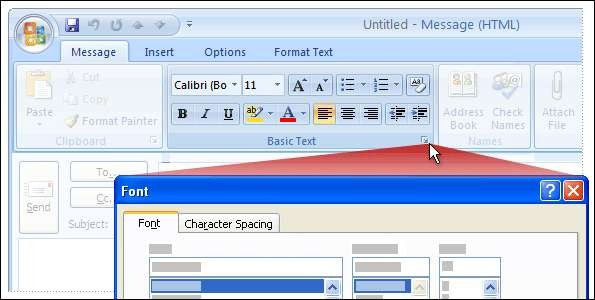 Untitled - Message (HTML)
Message Insert Options Format Text
Paste
Cut
Copy
Format Painter
Clipboard
Calibri (Bo 11
B I U ab A
Basic Text
Address Book
Check Names
Names
Attach File
Send
To...
Cc...
Subject:
Font ? X
Font Character Spacing